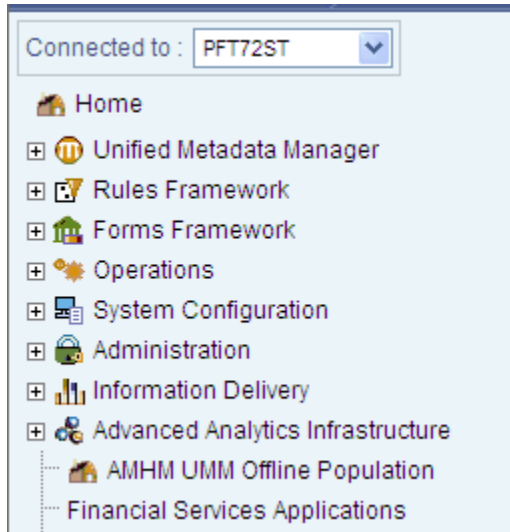 Connected to : PFT72ST
Home
Unified Metadata Manager
Rules Framework
Forms Framework
Operations
System Configuration
Administration
Information Delivery
Advanced Analytics Infrastructure
AMHM UMM Offline Population
Financial Services Applications